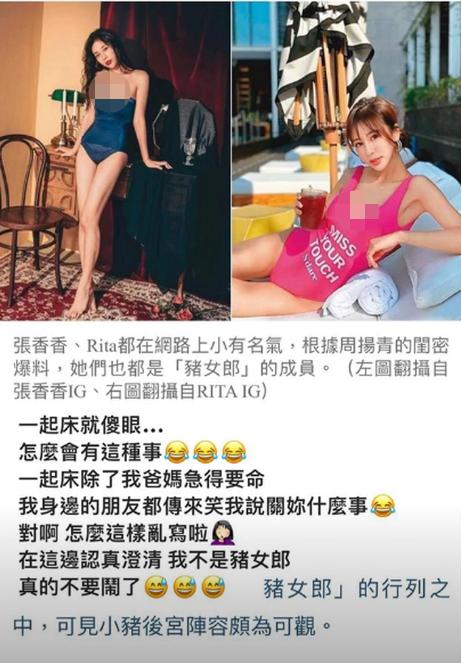 MISS
YOUR
TOUCH
張香香、Rita都在網路上小有名氣，根據周揚青的閨密
爆料，她們也都是「豬女郎」的成員。（左圖翻攝自
張香香IG、右圖翻攝自RITA IG）
一起床就傻眼...
怎麼會有這種事😂😂😂
一起床除了我爸媽急得要命
我身邊的朋友都傳來笑我說關妳什麼事😂
對啊 怎麼這樣亂寫啦🤦🏻‍♀️
在這邊認真澄清 我不是豬女郎
真的不要鬧了😅😅😅 豬女郎」的行列之
中，可見小豬後宮陣容頗為可觀。